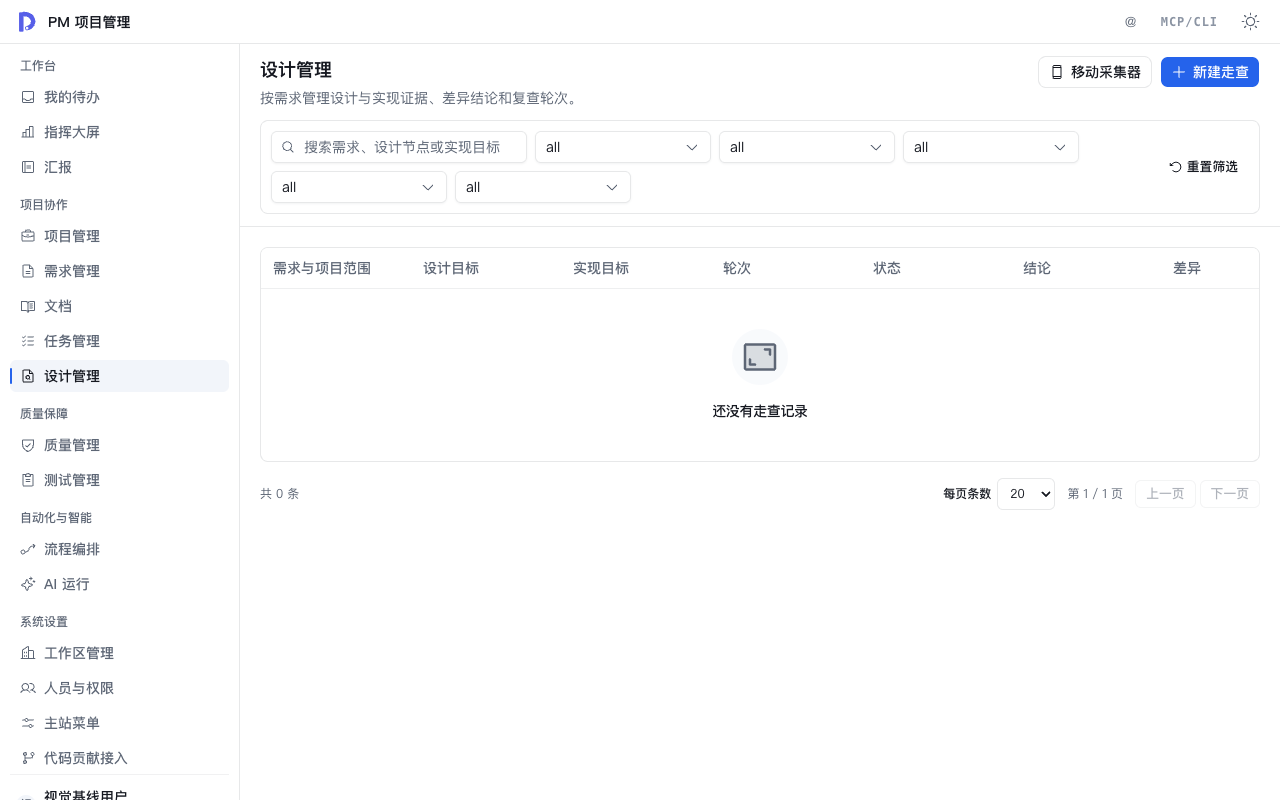 PM 项目管理
@
MCP/CLI
工作台
我的待办
指挥大屏
汇报
项目协作
项目管理
需求管理
文档
任务管理
设计管理
质量保障
质量管理
测试管理
自动化与智能
流程编排
AI 运行
系统设置
工作区管理
人员与权限
主站菜单
代码贡献接入
视觉基线用户
设计管理
按需求管理设计与实现证据、差异结论和复查轮次。
移动采集器
新建走查
搜索需求、设计节点或实现目标
all
all
all
all
all
重置筛选
需求与项目范围 设计目标 实现目标 轮次 状态 结论 差异
还没有走查记录
共 0 条
每页条数 20 第 1 / 1 页 上一页 下一页